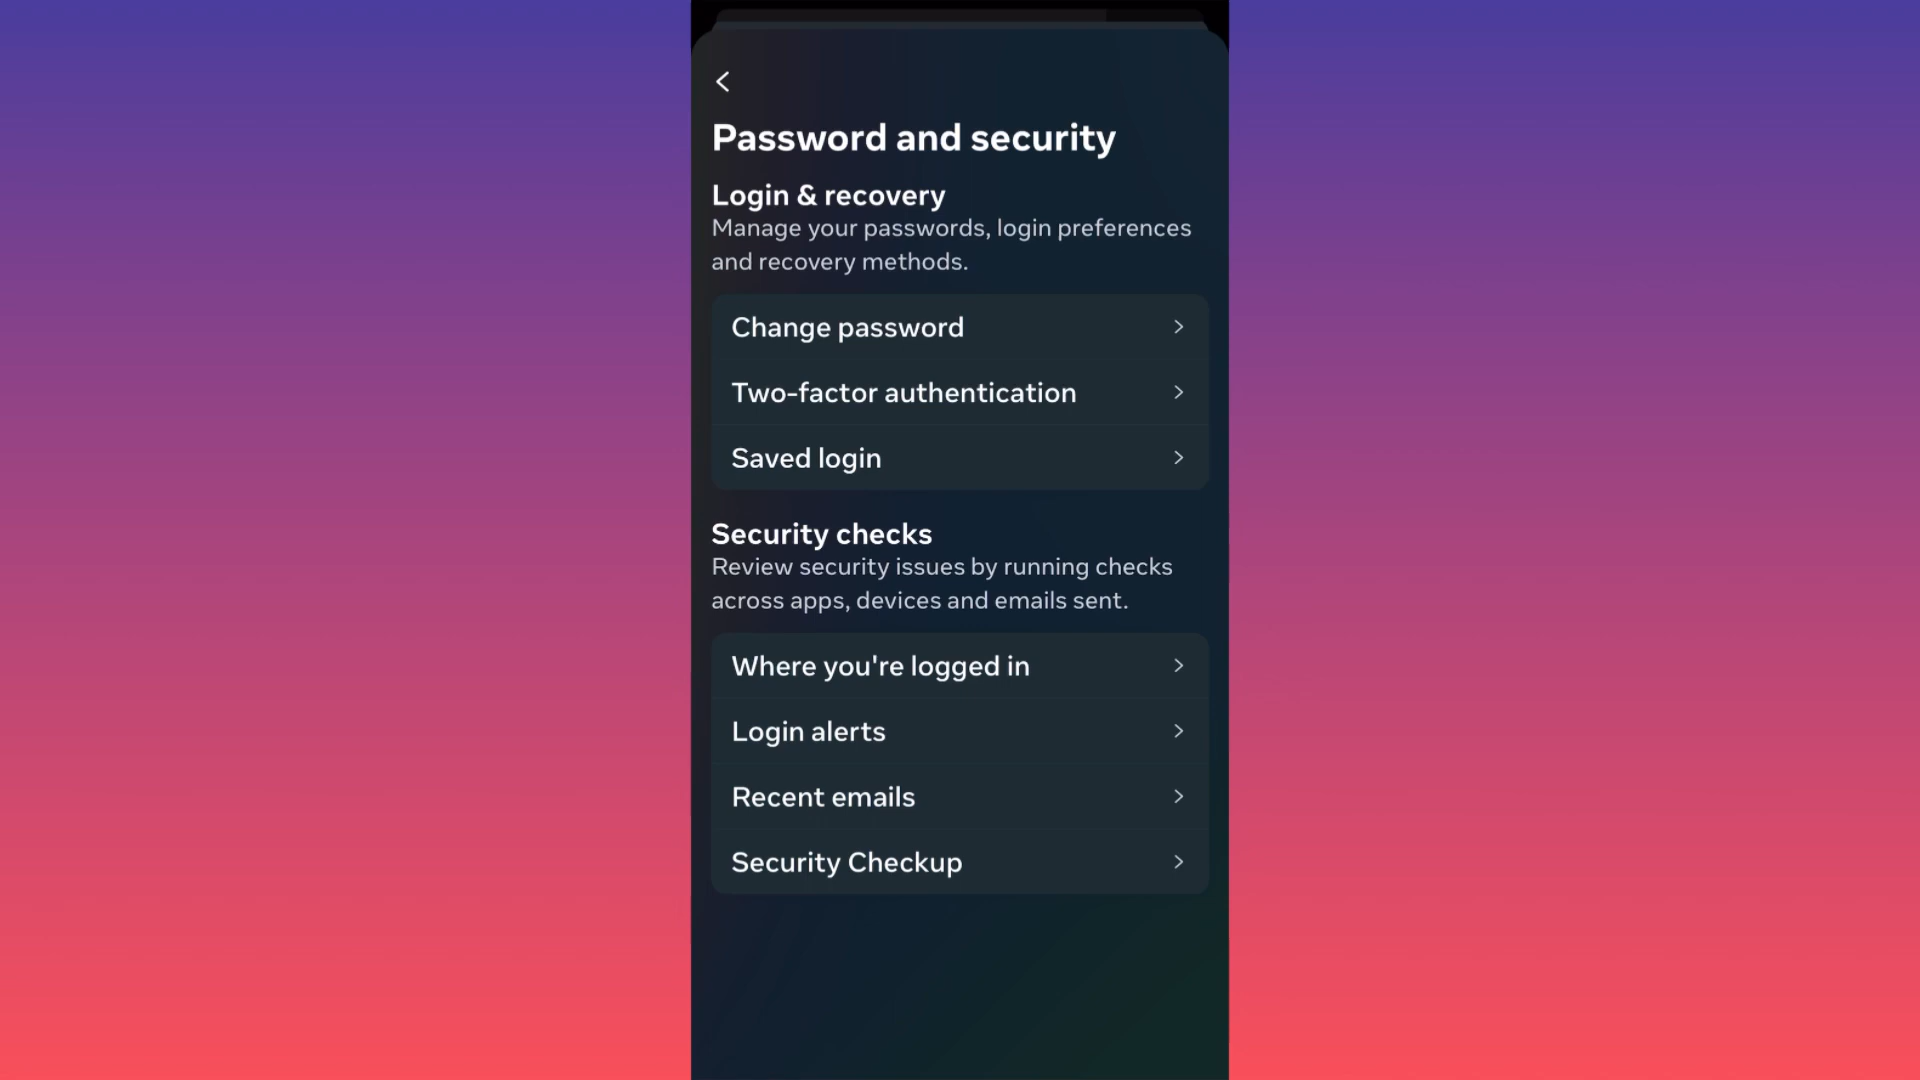 Password and security
Login & recovery
Manage your passwords, login preferences
and recovery methods.
Change password
Two-factor authentication
Saved login
Security checks
Review security issues by running checks
across apps, devices and emails sent.
Where you're logged in
Login alerts
Recent emails
Security Checkup